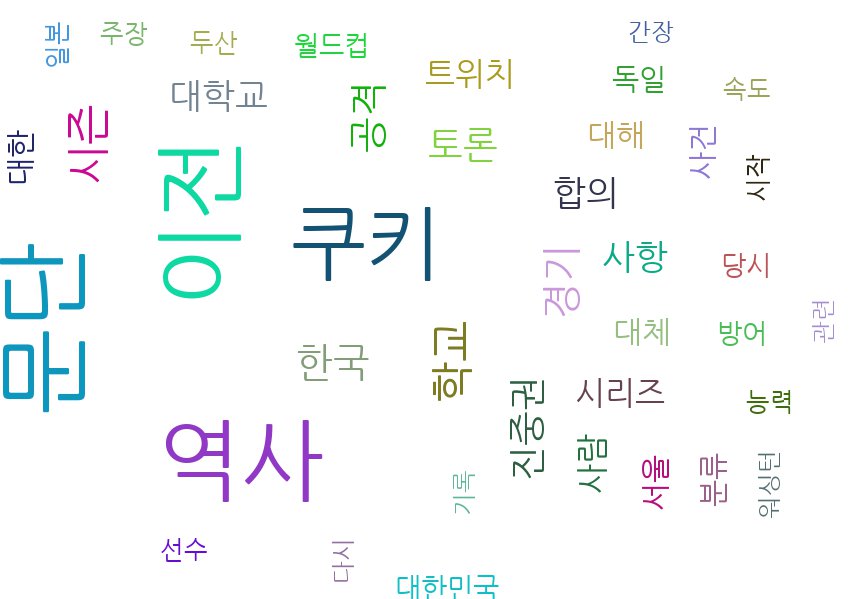 일본
주장
두산
월드컵
간장
트위치
독일
속도
대학교
공격
시즌
대한
토론
대해
사건
시작
이전
합의
쿠키
문단
경기
사항
당시
관련
한국
학교
대체
방어
진중권
시리즈
능력
역사
사람
서울
분류
워싱턴
기록
선수
다시
대한민국